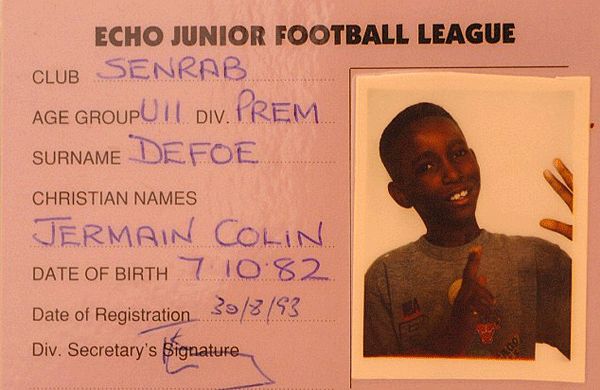 ECHO JUNIOR FOOTBALL LEAGUE
CLUB SENRAB
AGE GROUP U11 DIV. PREM
SURNAME DEFOE
CHRISTIAN NAMES
JERMAIN COLIN
DATE OF BIRTH 7.10.82
Date of Registration 30/8/93
Div. Secretary's Signature